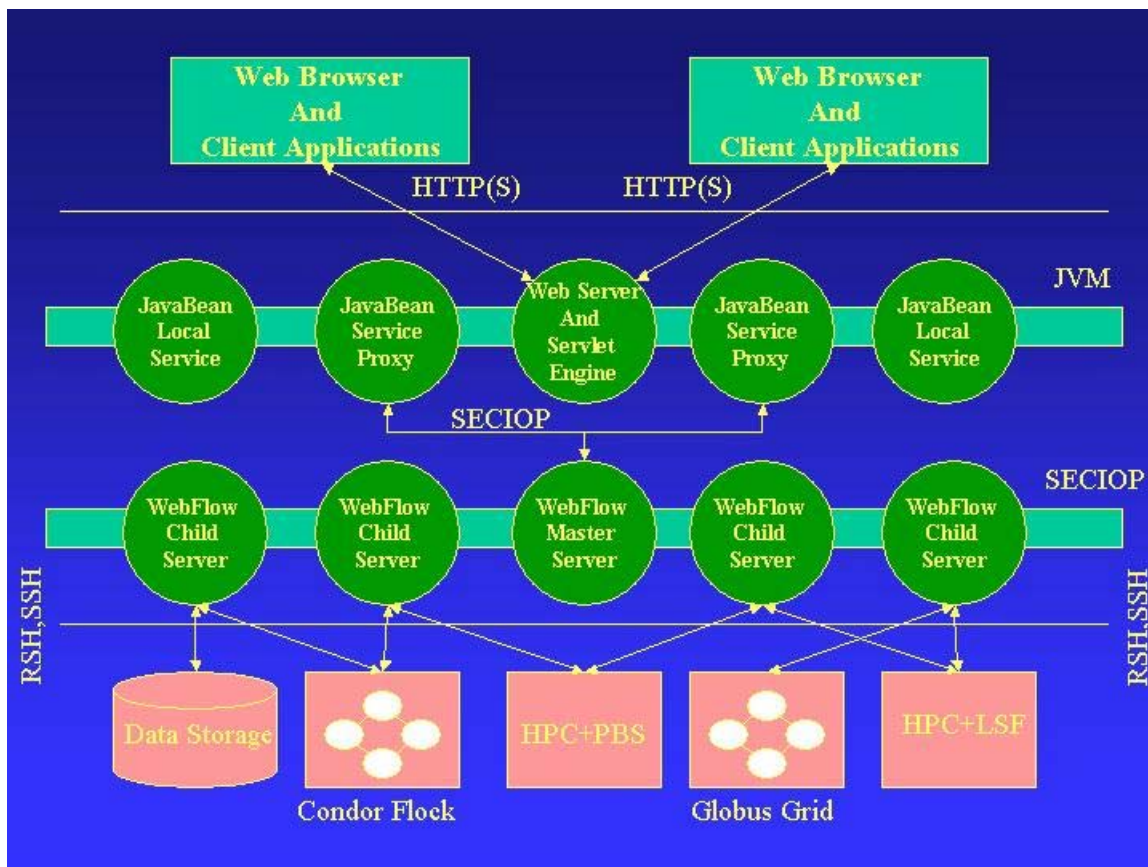 Web Browser
And
Client Applications
Web Browser
And
Client Applications
HTTP(S)
HTTP(S)
JVM
JavaBean
Local
Service
JavaBean
Service
Proxy
Web Server
And
Servlet
Engine
JavaBean
Service
Proxy
JavaBean
Local
Service
SECIOP
SECIOP
WebFlow
Child
Server
WebFlow
Child
Server
WebFlow
Master
Server
WebFlow
Child
Server
WebFlow
Child
Server
RSH,SSH
RSH,SSH
Data Storage
HPC+PBS
HPC+LSF
Condor Flock
Globus Grid